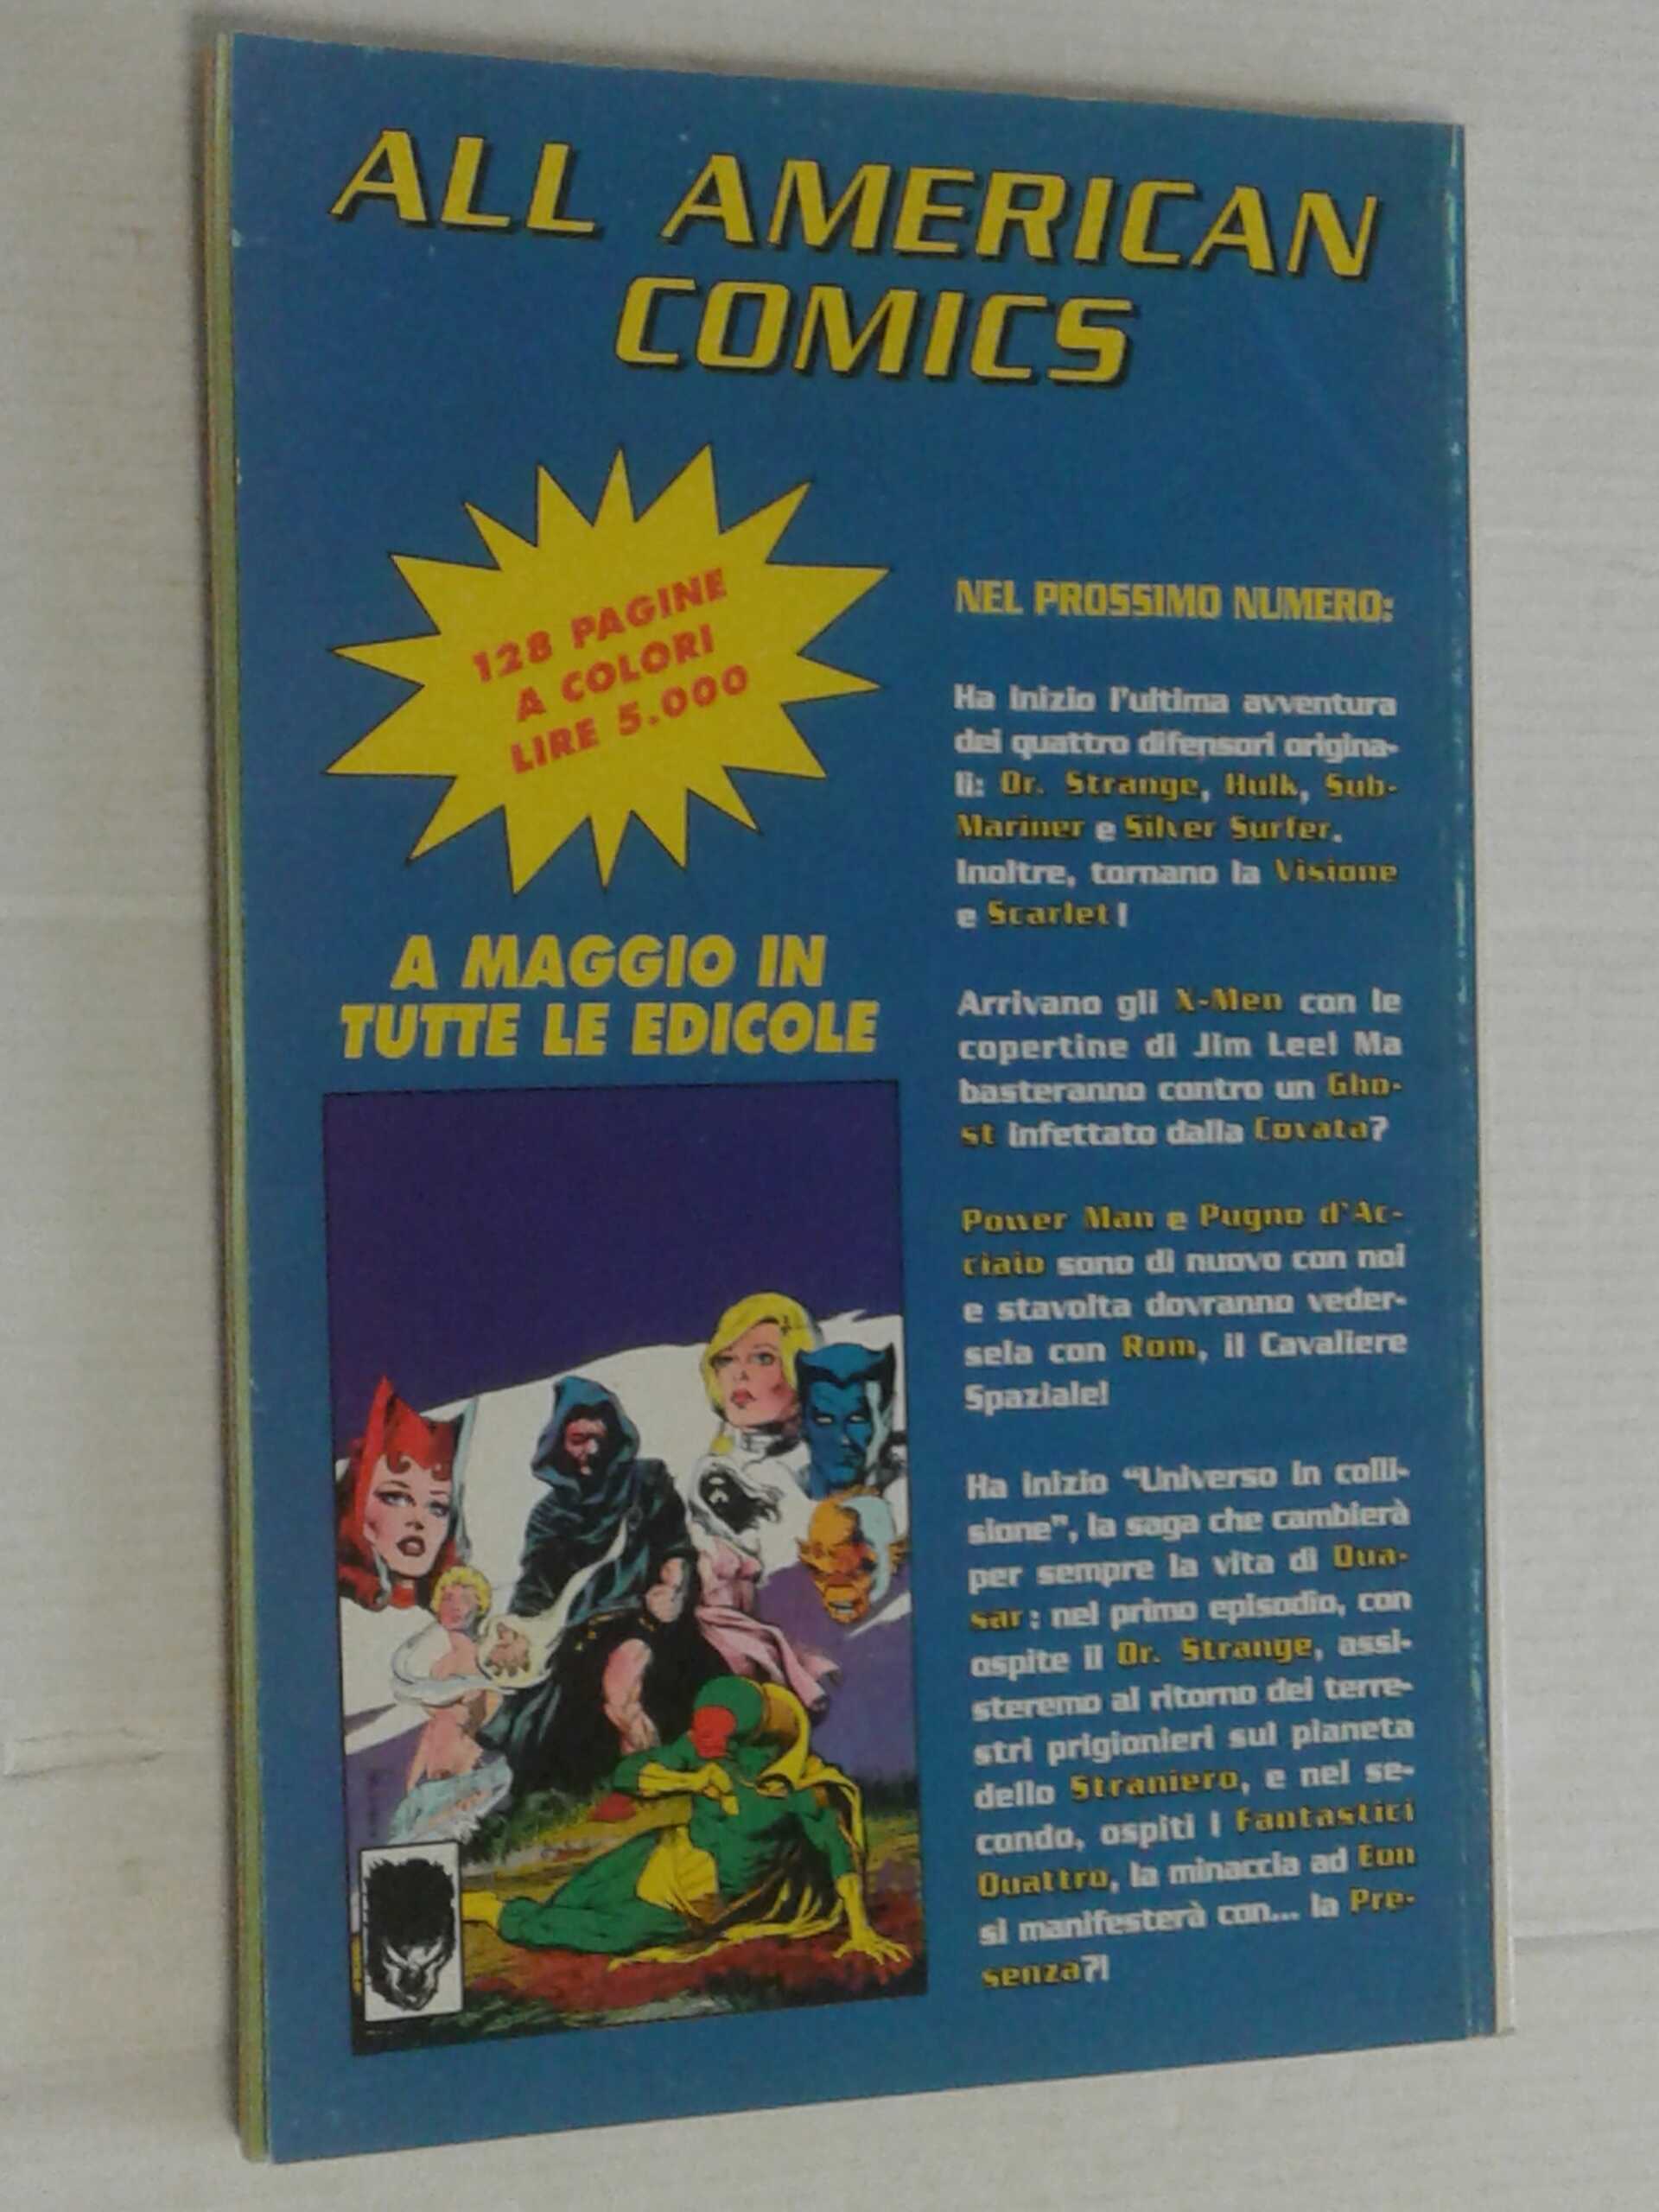 ALL AMERICAN
COMICS
128 PAGINE
A COLORI
LIRE 5.000
A MAGGIO IN
TUTTE LE EDICOLE
NEL PROSSIMO NUMERO:
Ha inizio l'ultima avventura
dei quattro difensori origina-
li: Dr. Strange, Hulk, Sub-
Mariner e Silver Surfer.
Inoltre, tornano la Visione
e Scarlet!
Arrivano gli X-Men con le
copertine di Jim Lee! Ma
basteranno contro un Gho-
st infettato dalla Covata?
Power Man e Pugno d'Ac-
ciaio sono di nuovo con noi
e stavolta dovranno veder-
sela con Rom, il Cavaliere
Spaziale!
Ha inizio "Universo in colli-
sione", la saga che cambierà
per sempre la vita di Qua-
sar: nel primo episodio, con
ospite il Dr. Strange, assi-
steremo al ritorno dei terre-
stri prigionieri sul pianeta
dello Straniero, e nel se-
condo, ospiti i Fantastici
Quattro, la minaccia ad Eon
si manifesterà con... la Pre-
senza?!